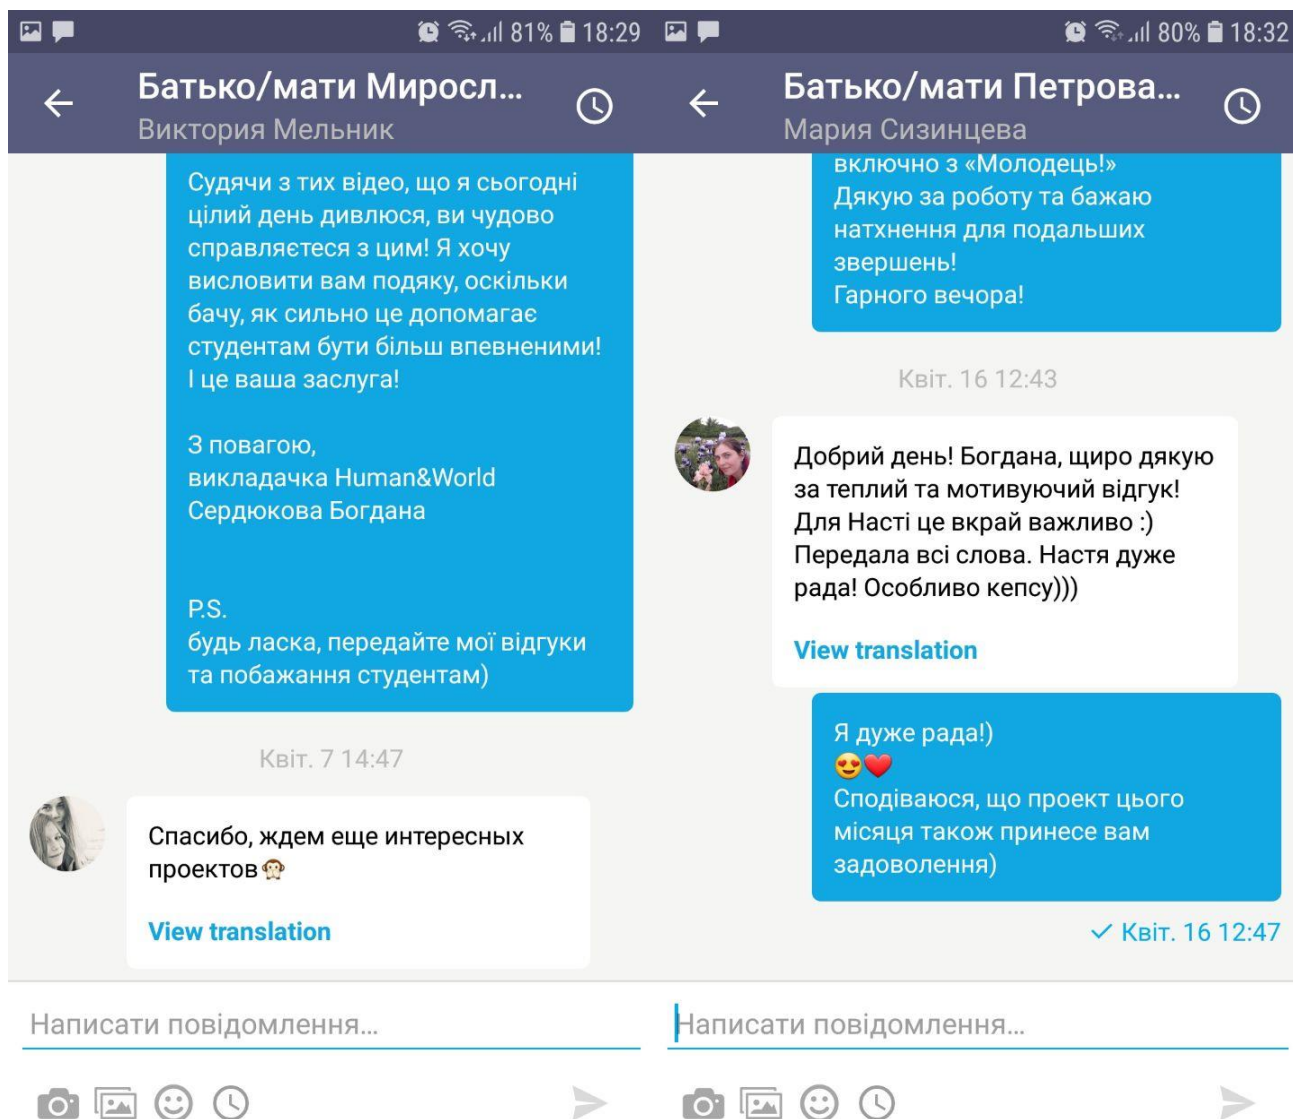 81% 18:29
Батько/мати Миросл...
Виктория Мельник
Судячи з тих відео, що я сьогодні
цілий день дивлюся, ви чудово
справляєтеся з цим! Я хочу
висловити вам подяку, оскільки
бачу, як сильно це допомагає
студентам бути більш впевненими!
І це ваша заслуга!
З повагою,
викладачка Human&World
Сердюкова Богдана
P.S.
будь ласка, передайте мої відгуки
та побажання студентам)
Квіт. 7 14:47
Спасибо, ждем еще интересных
проектов🙊
View translation
Написати повідомлення...
80% 18:32
Батько/мати Петрова...
Мария Сизинцева
включно з «Молодець!»
Дякую за роботу та бажаю
натхнення для подальших
звершень!
Гарного вечора!
Квіт. 16 12:43
Добрий день! Богдана, щиро дякую
за теплий та мотивуючий відгук!
Для Насті це вкрай важливо :)
Передала всі слова. Настя дуже
рада! Особливо кепсу)))
View translation
Я дуже рада!)
😍❤️
Сподіваюся, що проект цього
місяця також принесе вам
задоволення)
✓ Квіт. 16 12:47
Написати повідомлення...